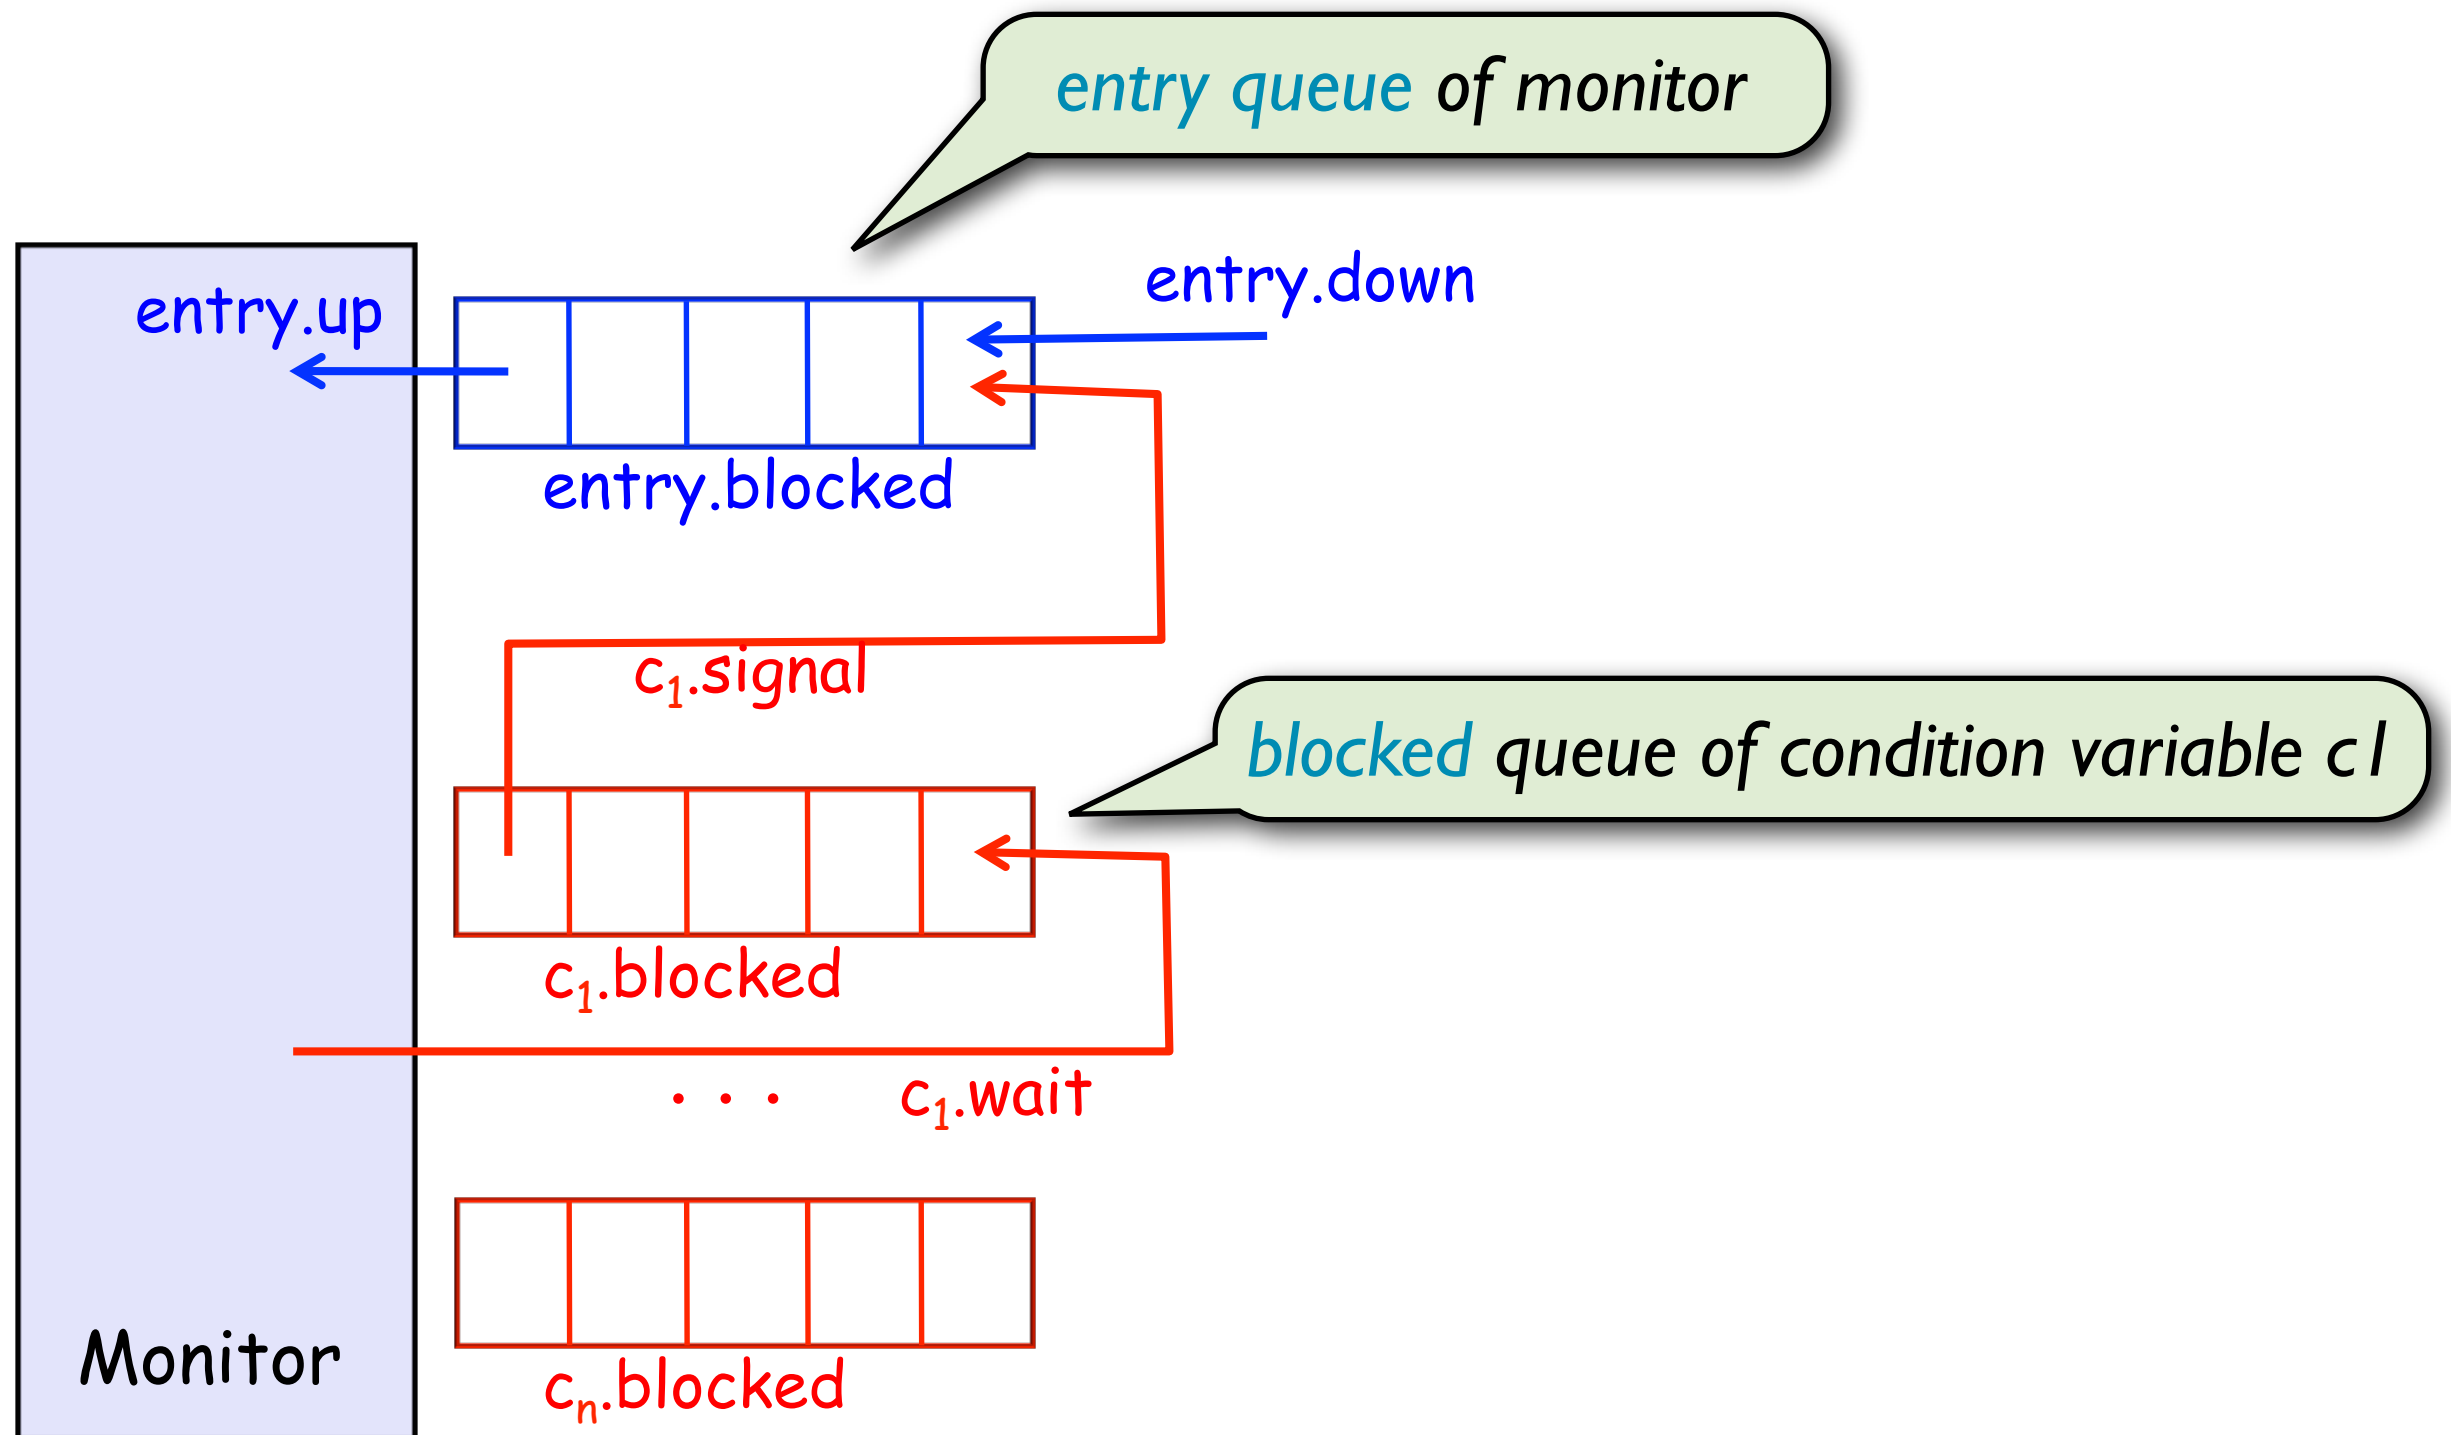 entry queue of monitor
entry.up
entry.down
entry.blocked
c₁.signal
blocked queue of condition variable c1
c₁.blocked
. . .
c₁.wait
Monitor
cₙ.blocked